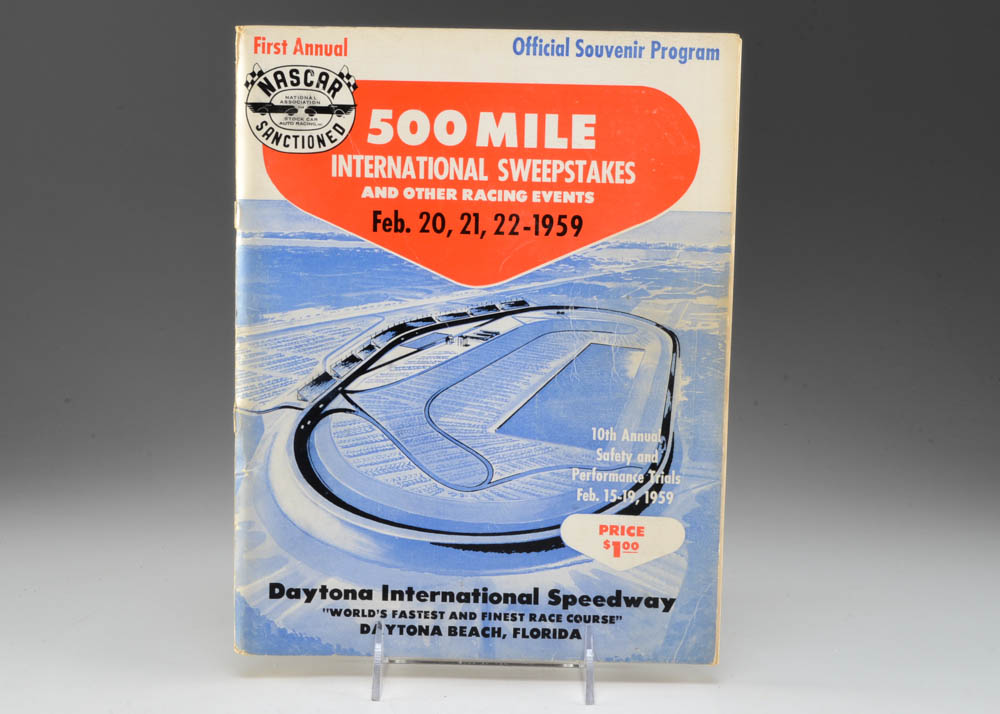 First Annual
Official Souvenir Program
NASCAR
NATIONAL
ASSOCIATION
STOCK CAR
AUTO RACING
SANCTIONED
500 MILE
INTERNATIONAL SWEEPSTAKES
AND OTHER RACING EVENTS
Feb. 20, 21, 22-1959
10th Annual
Safety and
Performance Trials
Feb. 15-19, 1959
PRICE
$1.00
Daytona International Speedway
"WORLD'S FASTEST AND FINEST RACE COURSE"
DAYTONA BEACH, FLORIDA